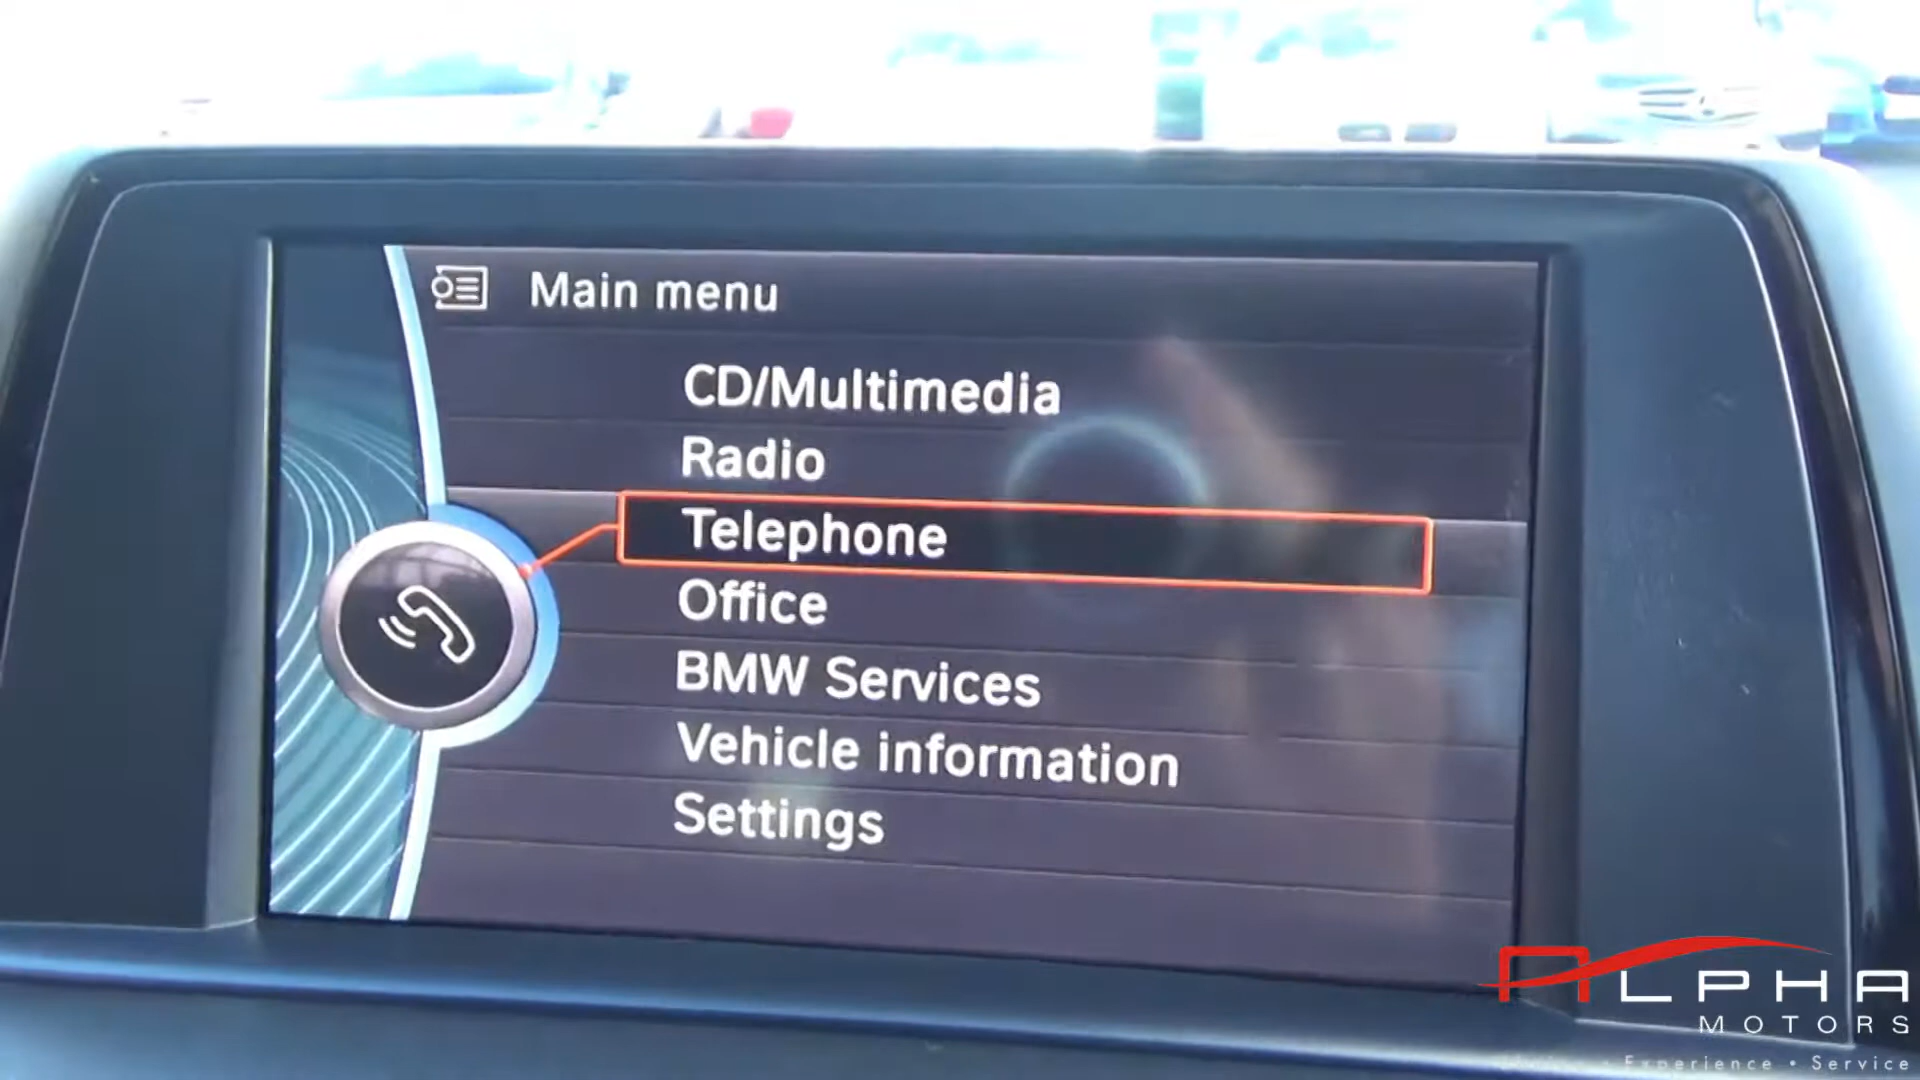 Main menu
CD/Multimedia
Radio
Telephone
Office
BMW Services
Vehicle information
Settings
ALPHA
MOTORS
• Experience • Service